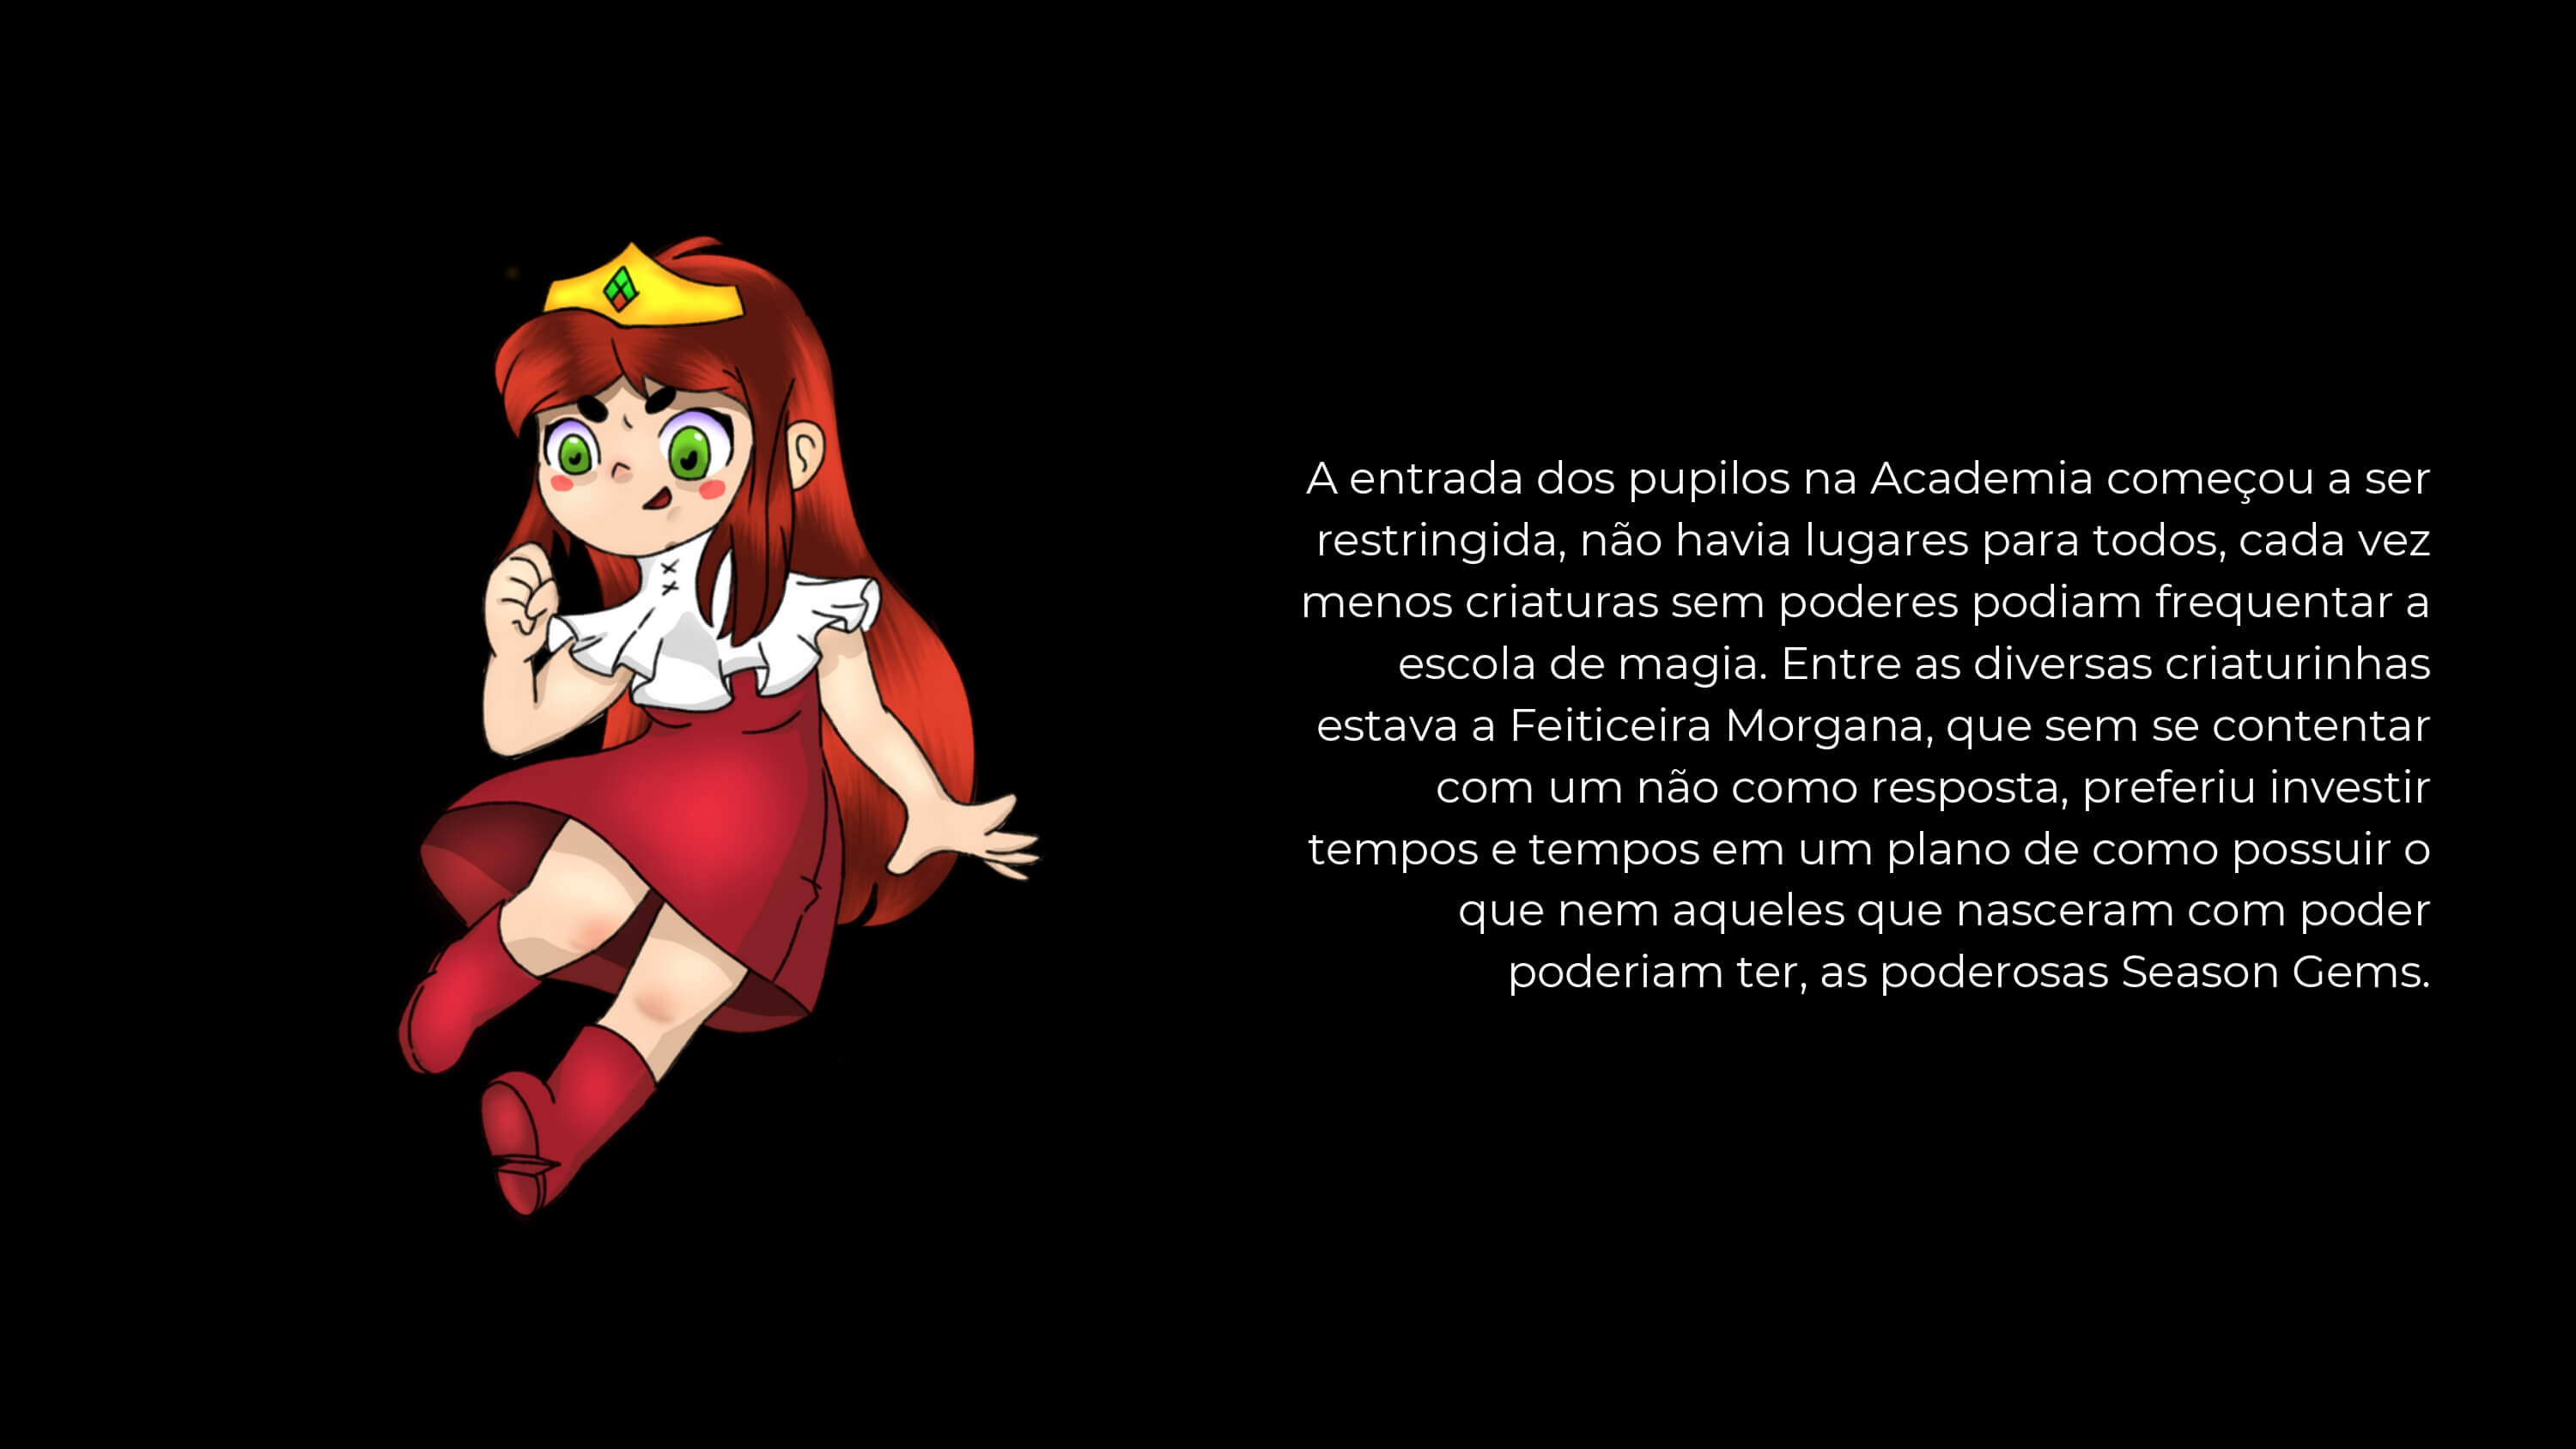 A entrada dos pupilos na Academia começou a ser
restringida, não havia lugares para todos, cada vez
menos criaturas sem poderes podiam frequentar a
escola de magia. Entre as diversas criaturinhas
estava a Feiticeira Morgana, que sem se contentar
com um não como resposta, preferiu investir
tempos e tempos em um plano de como possuir o
que nem aqueles que nasceram com poder
poderiam ter, as poderosas Season Gems.